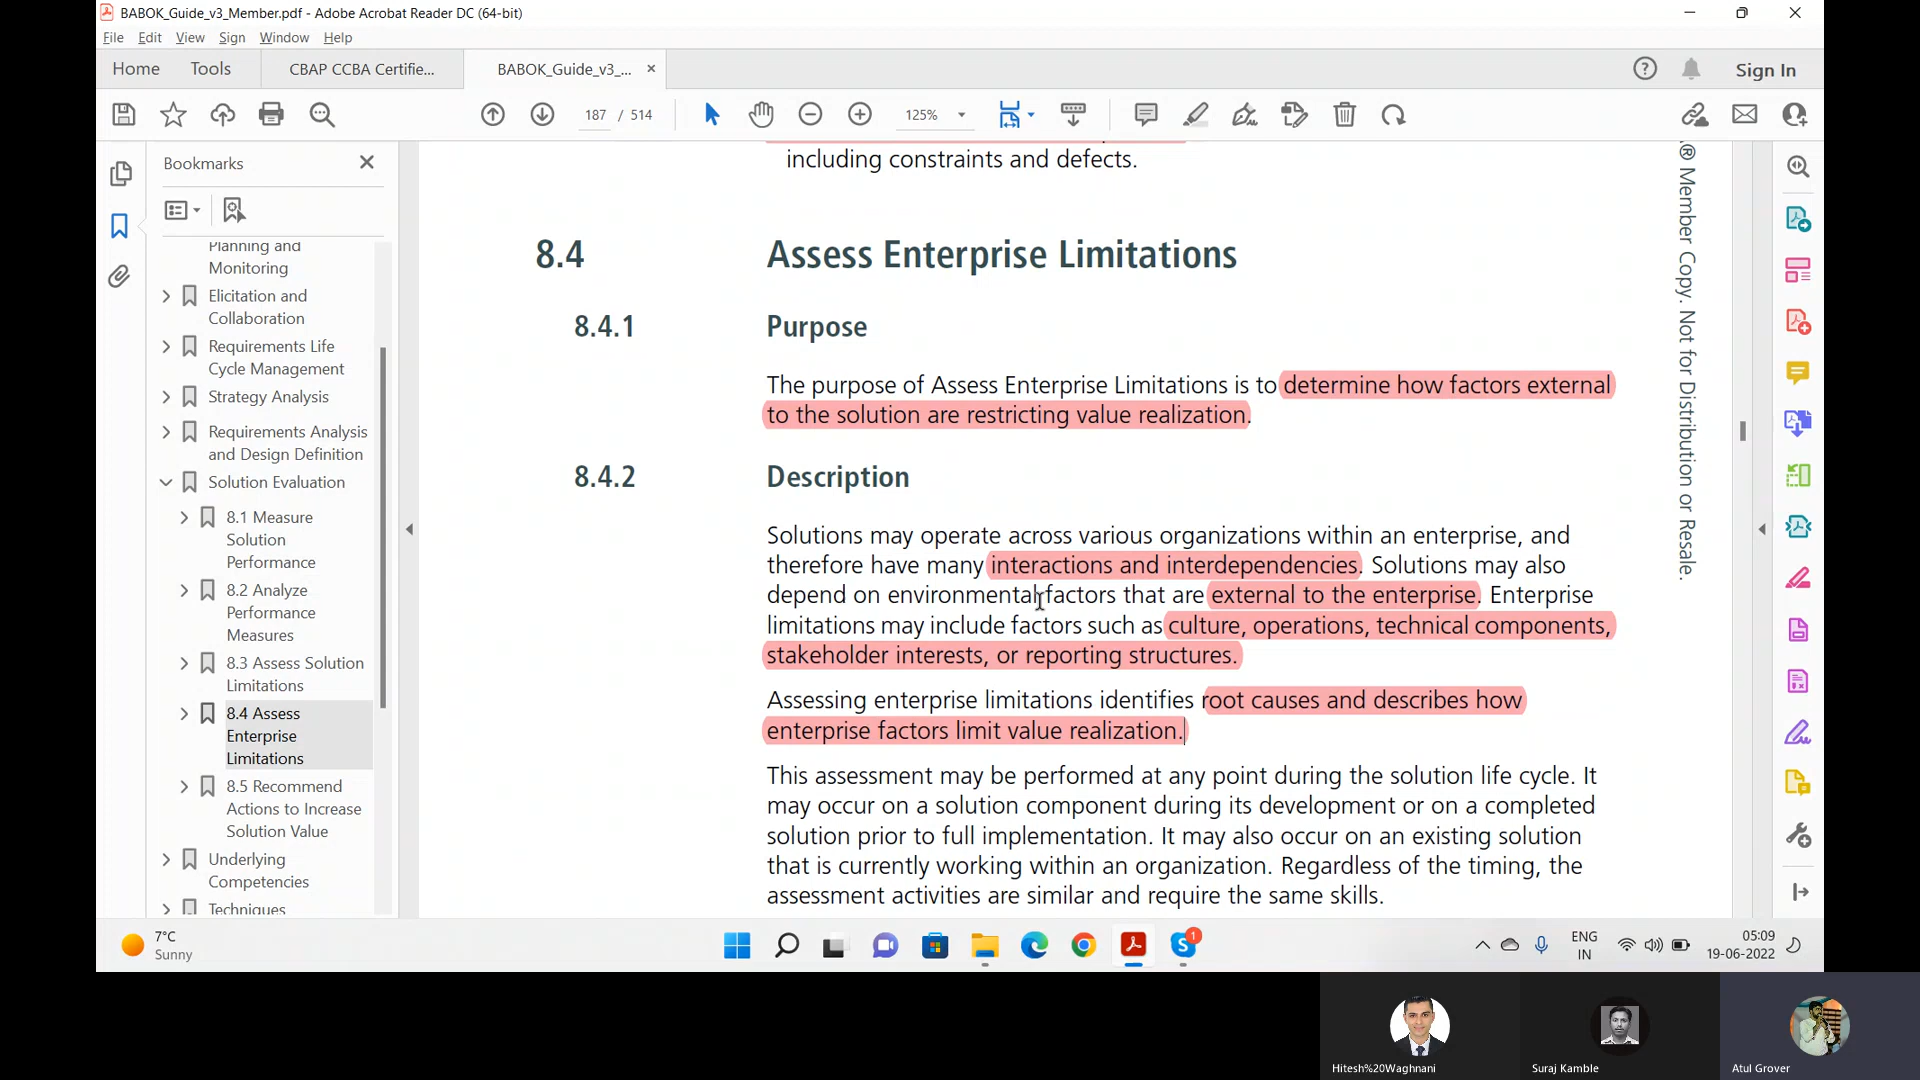 BABOK_Guide_v3_Member.pdf - Adobe Acrobat Reader DC (64-bit)
File Edit View Sign Window Help
Home Tools CBAP CCBA Certifie... BABOK_Guide_v3_... Sign In
187 / 514 125%
Bookmarks
Planning and
Monitoring
Elicitation and
Collaboration
Requirements Life
Cycle Management
Strategy Analysis
Requirements Analysis
and Design Definition
Solution Evaluation
8.1 Measure
Solution
Performance
8.2 Analyze
Performance
Measures
8.3 Assess Solution
Limitations
8.4 Assess
Enterprise
Limitations
8.5 Recommend
Actions to Increase
Solution Value
Underlying
Competencies
Techniques
including constraints and defects.
8.4 Assess Enterprise Limitations
8.4.1 Purpose
The purpose of Assess Enterprise Limitations is to determine how factors external
to the solution are restricting value realization.
8.4.2 Description
Solutions may operate across various organizations within an enterprise, and
therefore have many interactions and interdependencies. Solutions may also
depend on environmental factors that are external to the enterprise. Enterprise
limitations may include factors such as culture, operations, technical components,
stakeholder interests, or reporting structures.
Assessing enterprise limitations identifies root causes and describes how
enterprise factors limit value realization.
This assessment may be performed at any point during the solution life cycle. It
may occur on a solution component during its development or on a completed
solution prior to full implementation. It may also occur on an existing solution
that is currently working within an organization. Regardless of the timing, the
assessment activities are similar and require the same skills.
® Member Copy. Not for Distribution or Resale.
7°C
Sunny
1
ENG
IN
05:09
19-06-2022
Hitesh%20Waghnani
Suraj Kamble
Atul Grover